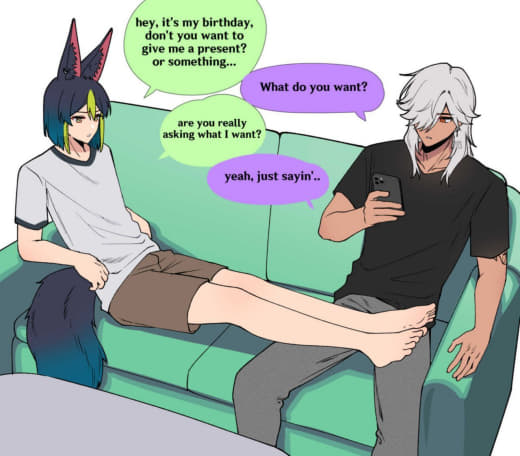 hey, it's my birthday,
don't you want to
give me a present?
or something...
What do you want?
are you really
asking what I want?
yeah, just sayin'..